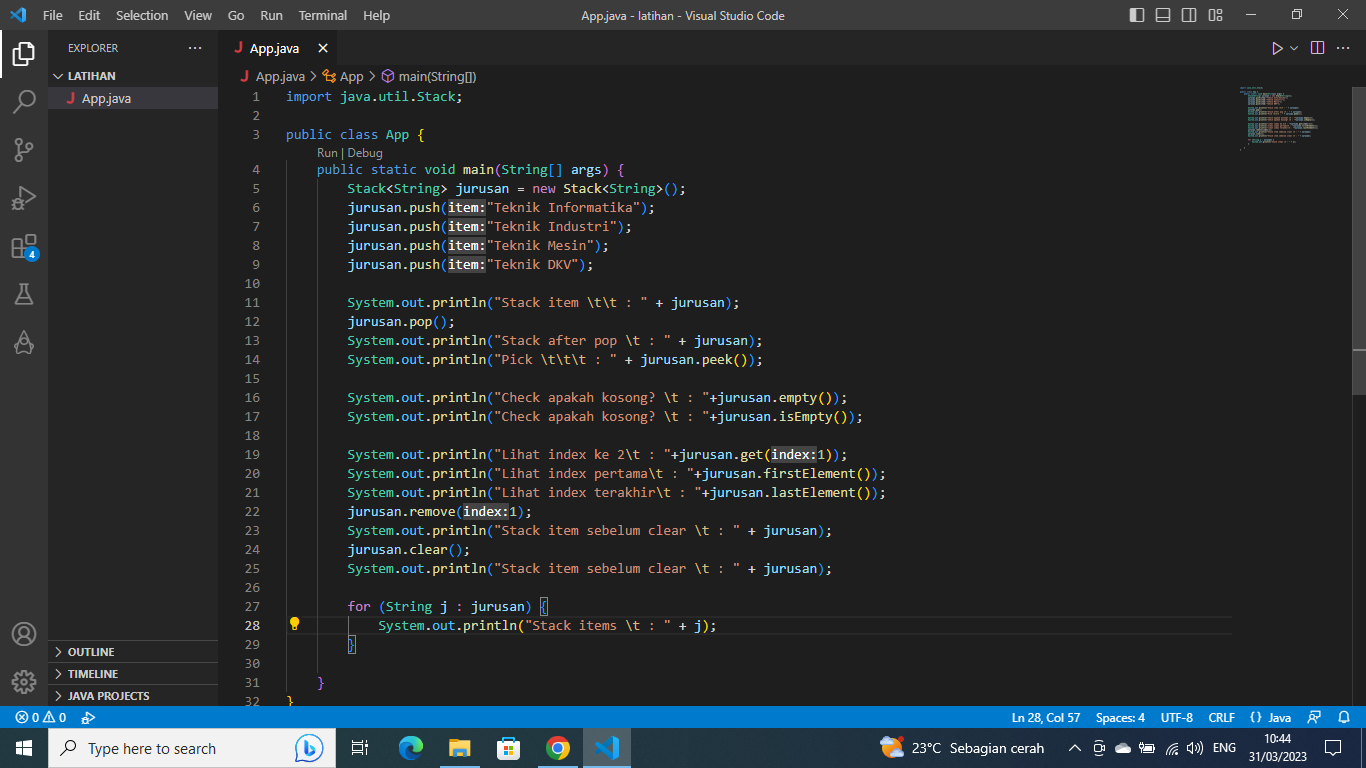 File Edit Selection View Go Run Terminal Help App.java - latihan - Visual Studio Code
EXPLORER
LATIHAN
J App.java
4
OUTLINE
TIMELINE
JAVA PROJECTS
J App.java
J App.java > App > main(String[])
1 import java.util.Stack;
2
3 public class App {
Run | Debug
4 public static void main(String[] args) {
5 Stack<String> jurusan = new Stack<String>();
6 jurusan.push(item:"Teknik Informatika");
7 jurusan.push(item:"Teknik Industri");
8 jurusan.push(item:"Teknik Mesin");
9 jurusan.push(item:"Teknik DKV");
10
11 System.out.println("Stack item \t\t : " + jurusan);
12 jurusan.pop();
13 System.out.println("Stack after pop \t : " + jurusan);
14 System.out.println("Pick \t\t\t : " + jurusan.peek());
15
16 System.out.println("Check apakah kosong? \t : "+jurusan.empty());
17 System.out.println("Check apakah kosong? \t : "+jurusan.isEmpty());
18
19 System.out.println("Lihat index ke 2\t : "+jurusan.get(index:1));
20 System.out.println("Lihat index pertama\t : "+jurusan.firstElement());
21 System.out.println("Lihat index terakhir\t : "+jurusan.lastElement());
22 jurusan.remove(index:1);
23 System.out.println("Stack item sebelum clear \t : " + jurusan);
24 jurusan.clear();
25 System.out.println("Stack item sebelum clear \t : " + jurusan);
26
27 for (String j : jurusan) {
28 System.out.println("Stack items \t : " + j);
29 }
30
31 }
32 }
0 0 Ln 28, Col 57 Spaces: 4 UTF-8 CRLF {} Java
Type here to search 23°C Sebagian cerah ENG 10:44
31/03/2023